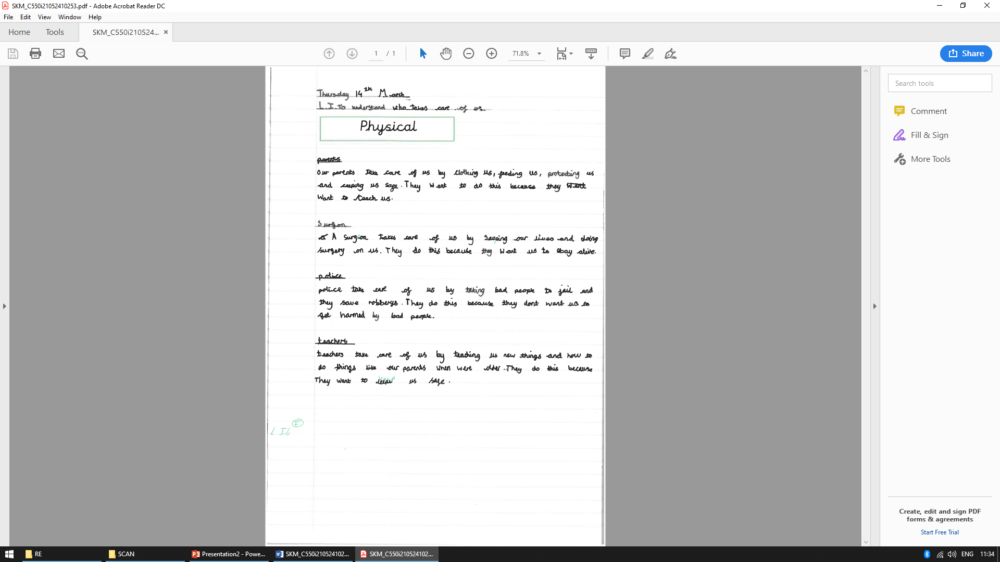 SKM_C550i21052410253.pdf - Adobe Acrobat Reader DC
File Edit View Window Help
Home Tools SKM_C550i210524... ×
1 / 1 71.8% Share
Search tools
Comment
Fill & Sign
More Tools
Thursday 14th March
L.I. To understand who takes care of us
Physical
parents
Our parents take care of us by clothing us, feeding us, protecting us
and ceeping us safe. They want to do this because they want
want to teach us.
Surgon
A surgeon takes care of us by saving our lives and doing
surgery on us. They do this because they want us to stay alive.
police
police take care of us by taking bad people to jail and
they save robberys. They do this because they dont want us to
get harmed by bad people.
teachers
teachers take care of us by teaching us new things and how to
do things like our parents when were older. They do this because
They want to keep us safe.
L.I. I
Create, edit and sign PDF
forms & agreements
Start Free Trial
RE SCAN Presentation2 - Powe... SKM_C550i210524102... SKM_C550i210524102... ENG 11:34